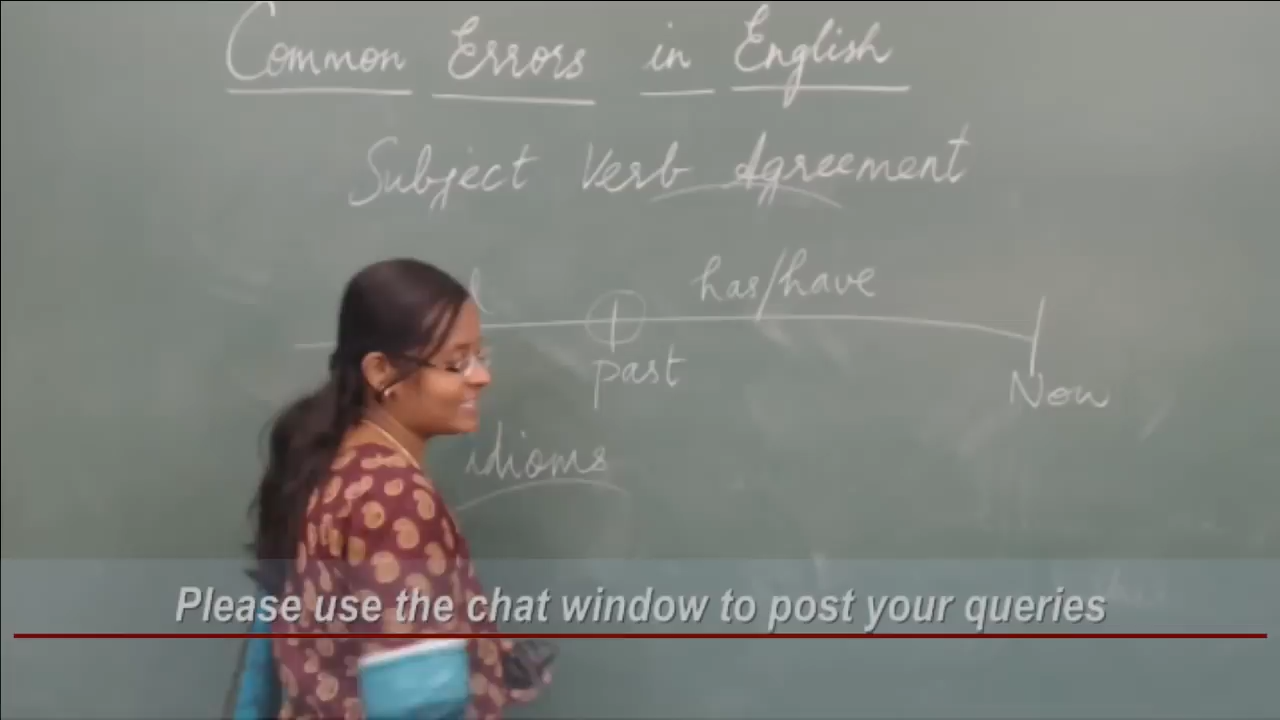 Common Errors in English
Subject Verb Agreement
has/have
past
Now
idioms
Please use the chat window to post your queries